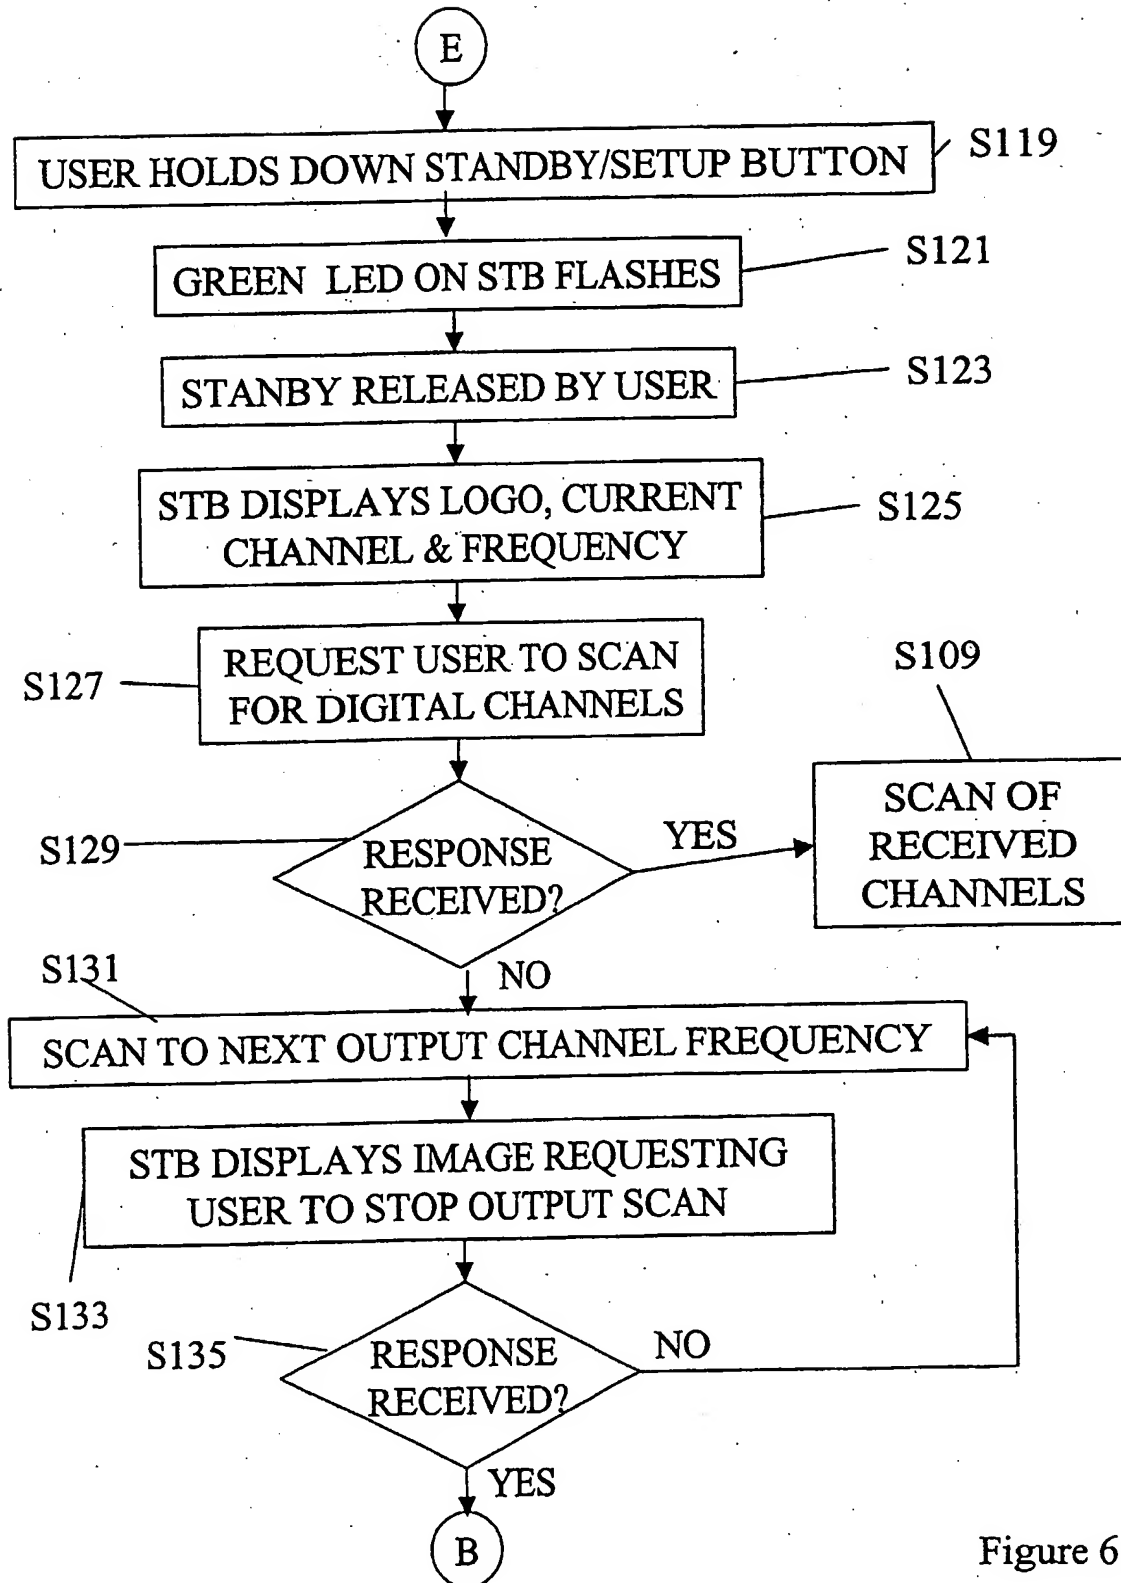 E
USER HOLDS DOWN STANDBY/SETUP BUTTON
S119
GREEN LED ON STB FLASHES
S121
STANBY RELEASED BY USER
S123
STB DISPLAYS LOGO, CURRENT
CHANNEL & FREQUENCY
S125
S127
REQUEST USER TO SCAN
FOR DIGITAL CHANNELS
S109
SCAN OF
RECEIVED
CHANNELS
S129
RESPONSE
RECEIVED?
YES
NO
S131
SCAN TO NEXT OUTPUT CHANNEL FREQUENCY
STB DISPLAYS IMAGE REQUESTING
USER TO STOP OUTPUT SCAN
S133
S135
RESPONSE
RECEIVED?
NO
YES
B
Figure 6